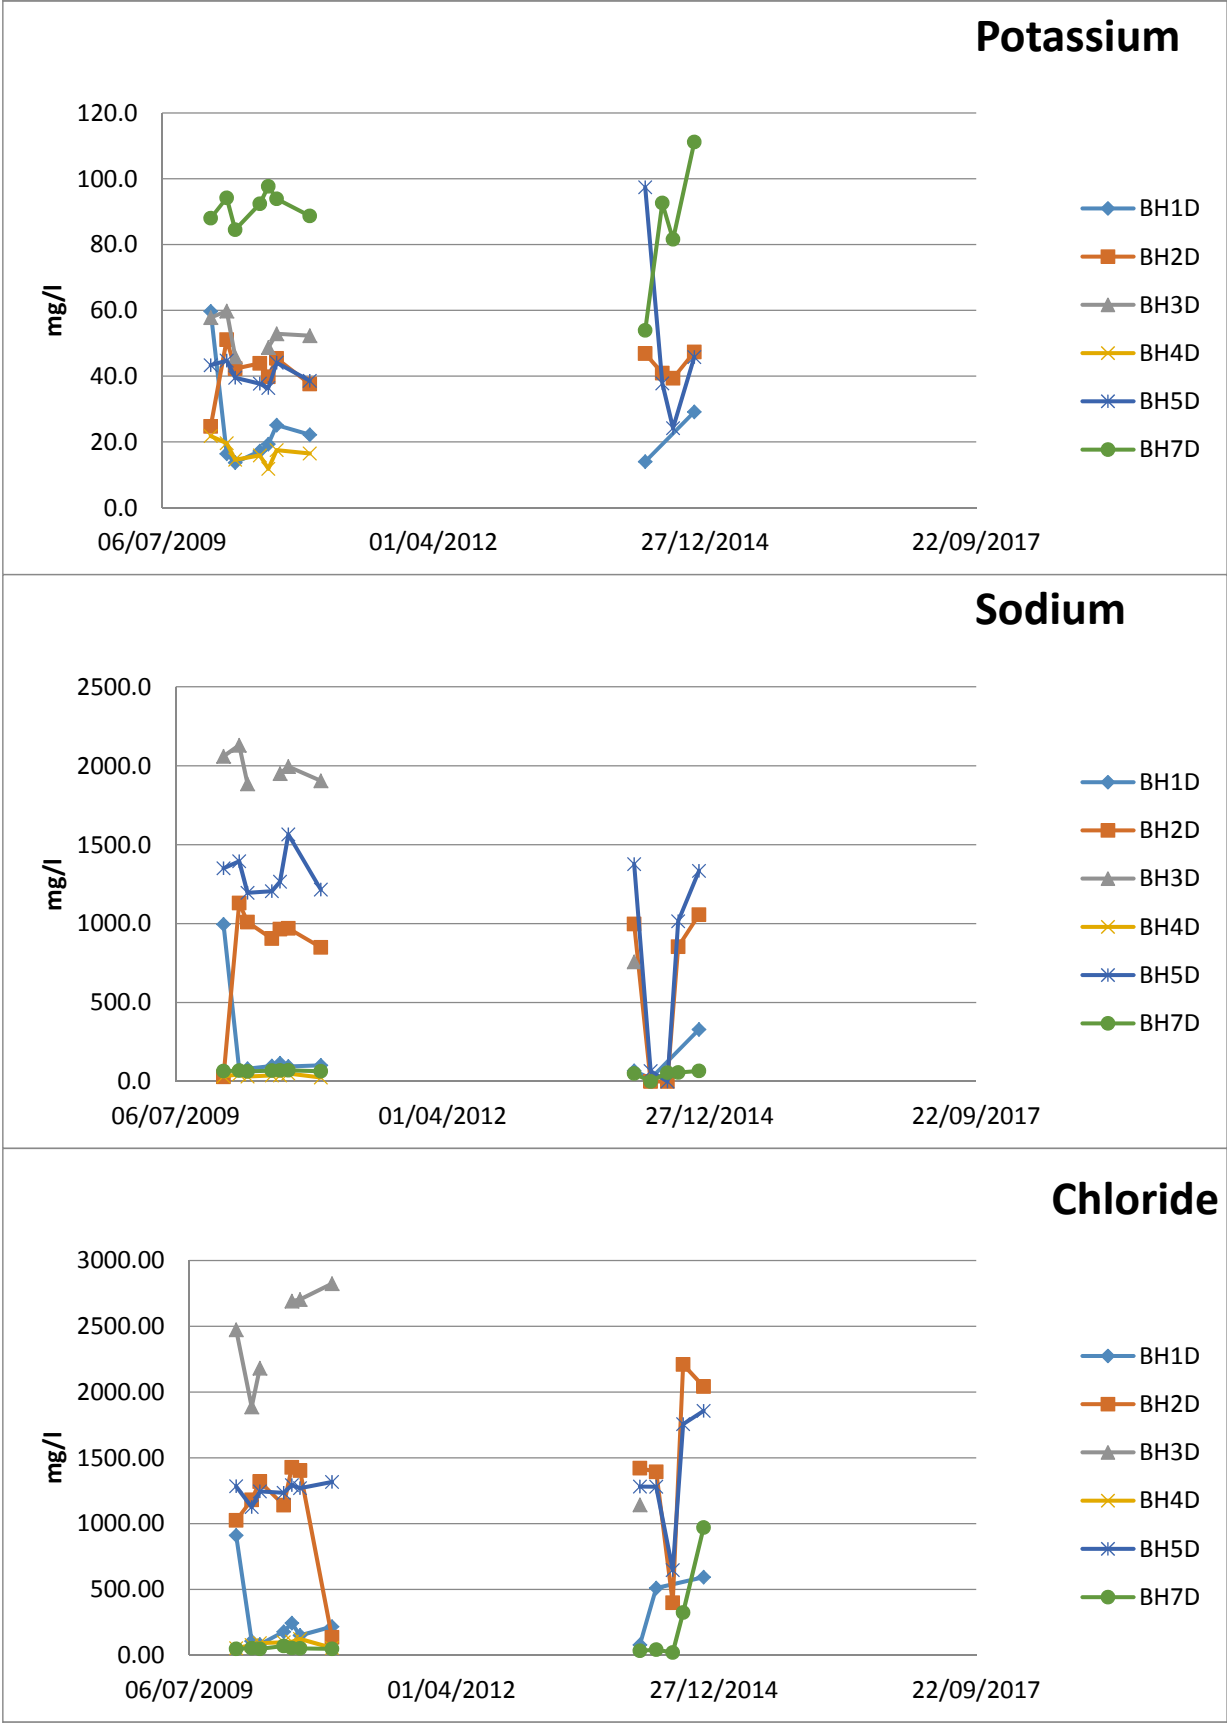 Potassium
120.0
100.0
80.0
60.0
40.0
20.0
0.0
mg/l
06/07/2009 01/04/2012 27/12/2014 22/09/2017
BH1D
BH2D
BH3D
BH4D
BH5D
BH7D
Sodium
2500.0
2000.0
1500.0
1000.0
500.0
0.0
mg/l
06/07/2009 01/04/2012 27/12/2014 22/09/2017
BH1D
BH2D
BH3D
BH4D
BH5D
BH7D
Chloride
3000.00
2500.00
2000.00
1500.00
1000.00
500.00
0.00
mg/l
06/07/2009 01/04/2012 27/12/2014 22/09/2017
BH1D
BH2D
BH3D
BH4D
BH5D
BH7D